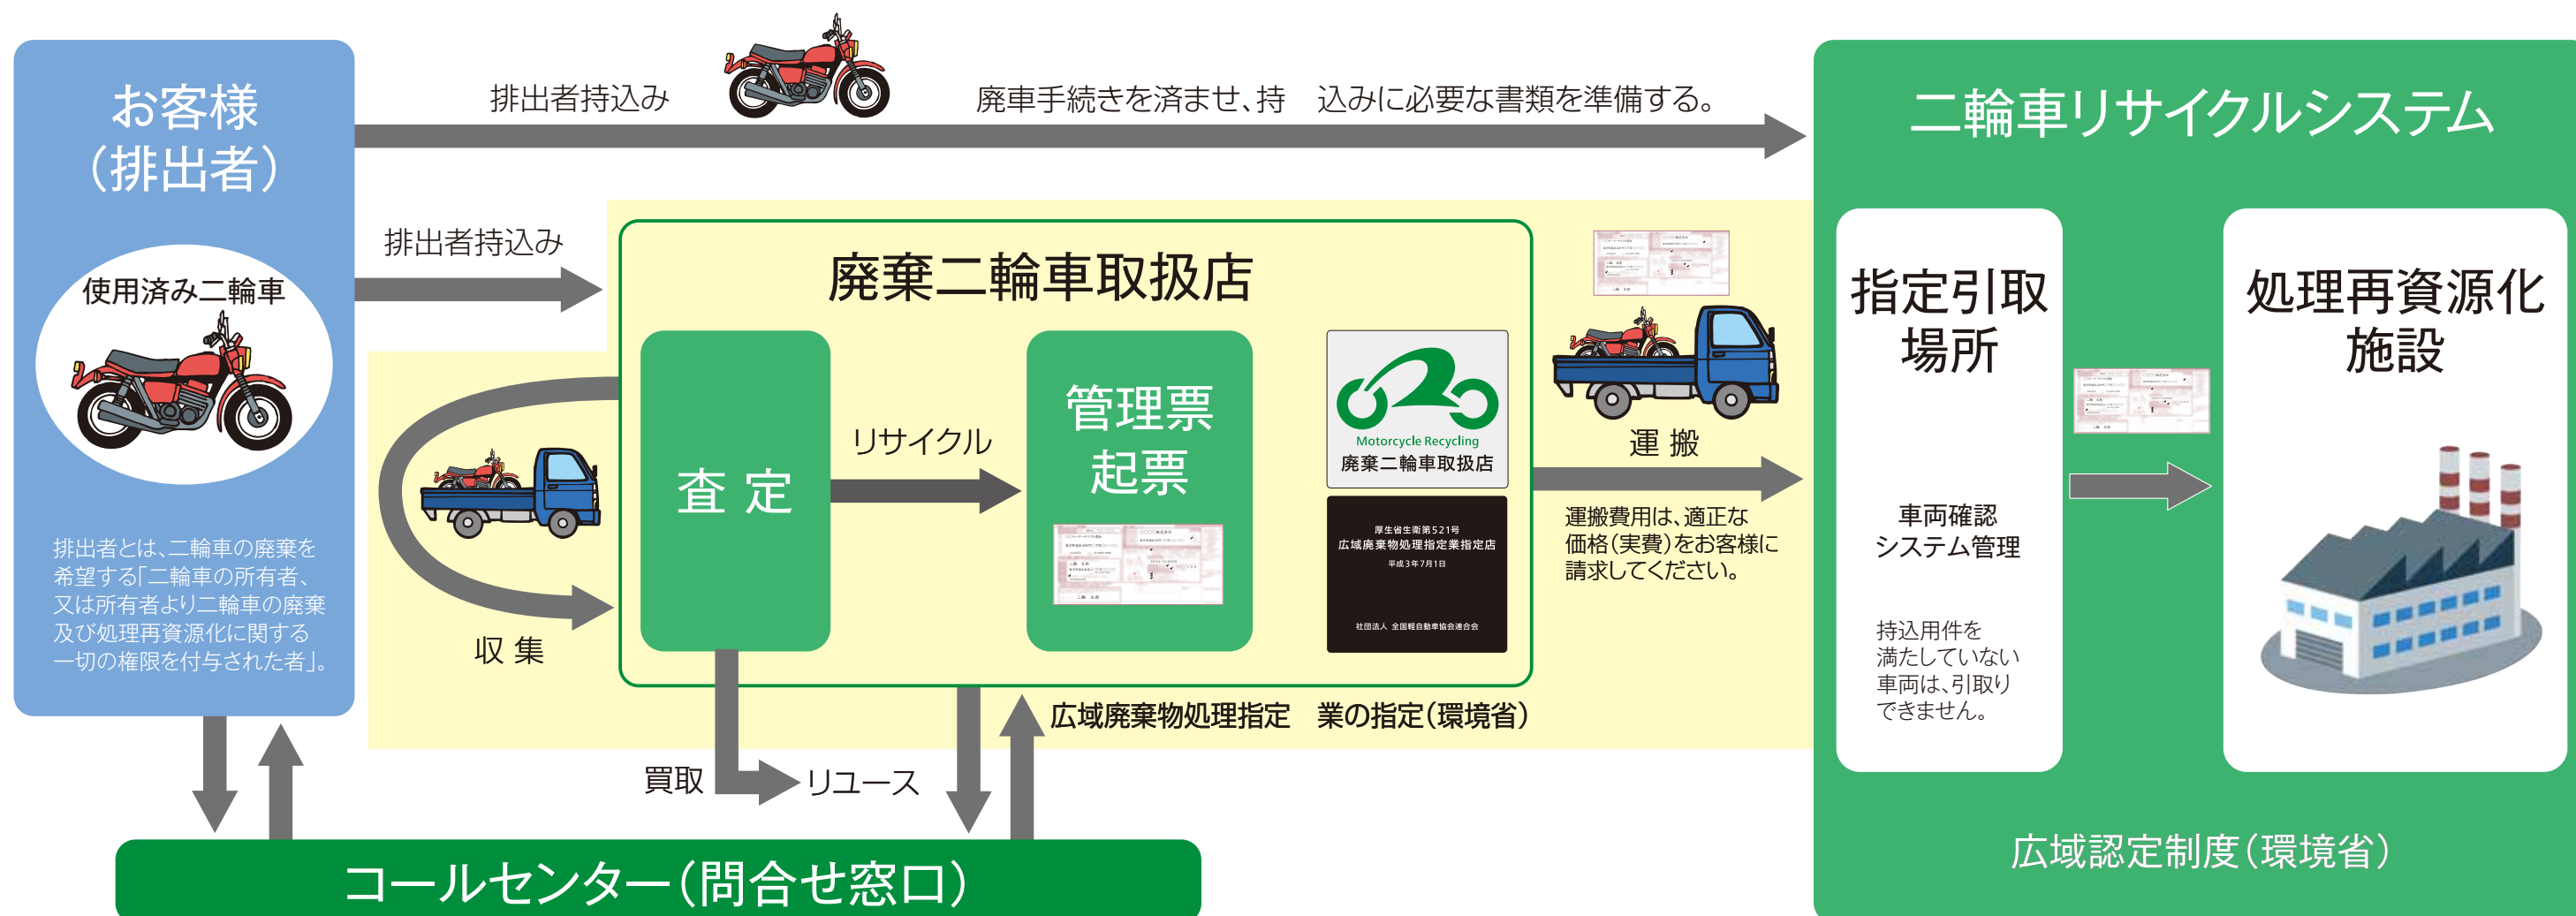 お客様
（排出者）
使用済み二輪車
排出者とは、二輪車の廃棄を
希望する「二輪車の所有者、
又は所有者より二輪車の廃棄
及び処理再資源化に関する
一切の権限を付与された者」。
排出者持込み
廃車手続きを済ませ、持　込みに必要な書類を準備する。
排出者持込み
収 集
廃棄二輪車取扱店
査 定
リサイクル
管理票
起票
Motorcycle Recycling
廃棄二輪車取扱店
厚生省生衛第521号
広域廃棄物処理指定業指定店
平成3年7月1日
社団法人 全国軽自動車協会連合会
広域廃棄物処理指定　業の指定（環境省）
買取
リユース
運 搬
運搬費用は、適正な
価格（実費）をお客様に
請求してください。
二輪車リサイクルシステム
指定引取
場所
車両確認
システム管理
持込用件を
満たしていない
車両は、引取り
できません。
処理再資源化
施設
広域認定制度（環境省）
コールセンター（問合せ窓口）